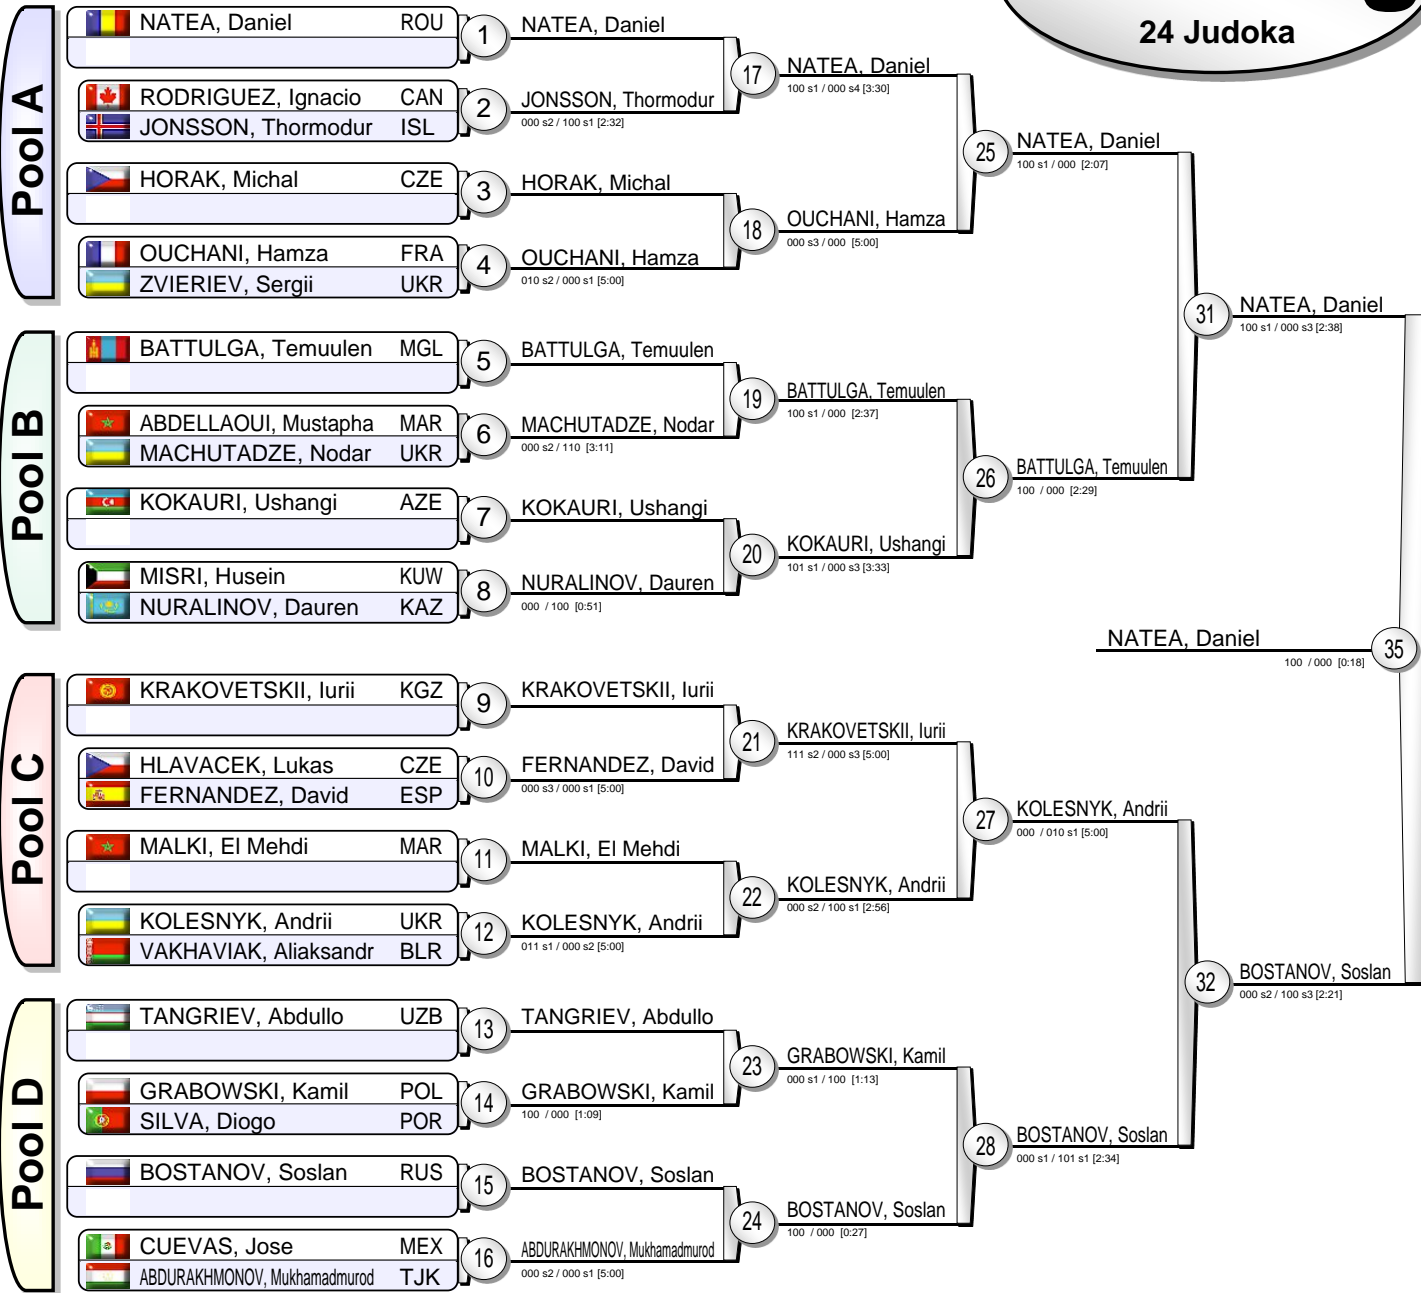 24 Judoka
Pool A
NATEA, Daniel ROU
1
NATEA, Daniel
RODRIGUEZ, Ignacio CAN
JONSSON, Thormodur ISL
2
JONSSON, Thormodur
000 s2 / 100 s1 [2:32]
17
NATEA, Daniel
100 s1 / 000 s4 [3:30]
HORAK, Michal CZE
3
HORAK, Michal
OUCHANI, Hamza FRA
ZVIERIEV, Sergii UKR
4
OUCHANI, Hamza
010 s2 / 000 s1 [5:00]
18
OUCHANI, Hamza
000 s3 / 000 [5:00]
25
NATEA, Daniel
100 s1 / 000 [2:07]
Pool B
BATTULGA, Temuulen MGL
5
BATTULGA, Temuulen
ABDELLAOUI, Mustapha MAR
MACHUTADZE, Nodar UKR
6
MACHUTADZE, Nodar
000 s2 / 110 [3:11]
19
BATTULGA, Temuulen
100 s1 / 000 [2:37]
KOKAURI, Ushangi AZE
7
KOKAURI, Ushangi
MISRI, Husein KUW
NURALINOV, Dauren KAZ
8
NURALINOV, Dauren
000 / 100 [0:51]
20
KOKAURI, Ushangi
101 s1 / 000 s3 [3:33]
26
BATTULGA, Temuulen
100 / 000 [2:29]
31
NATEA, Daniel
100 s1 / 000 s3 [2:38]
NATEA, Daniel
100 / 000 [0:18]
35
Pool C
KRAKOVETSKII, Iurii KGZ
9
KRAKOVETSKII, Iurii
HLAVACEK, Lukas CZE
FERNANDEZ, David ESP
10
FERNANDEZ, David
000 s3 / 000 s1 [5:00]
21
KRAKOVETSKII, Iurii
111 s2 / 000 s3 [5:00]
MALKI, El Mehdi MAR
11
MALKI, El Mehdi
KOLESNYK, Andrii UKR
VAKHAVIAK, Aliaksandr BLR
12
KOLESNYK, Andrii
011 s1 / 000 s2 [5:00]
22
KOLESNYK, Andrii
000 s2 / 100 s1 [2:56]
27
KOLESNYK, Andrii
000 / 010 s1 [5:00]
Pool D
TANGRIEV, Abdullo UZB
13
TANGRIEV, Abdullo
GRABOWSKI, Kamil POL
SILVA, Diogo POR
14
GRABOWSKI, Kamil
100 / 000 [1:09]
23
GRABOWSKI, Kamil
000 s1 / 100 [1:13]
BOSTANOV, Soslan RUS
15
BOSTANOV, Soslan
CUEVAS, Jose MEX
ABDURAKHMONOV, Mukhamadmurod TJK
16
ABDURAKHMONOV, Mukhamadmurod
000 s2 / 000 s1 [5:00]
24
BOSTANOV, Soslan
100 / 000 [0:27]
28
BOSTANOV, Soslan
000 s1 / 101 s1 [2:34]
32
BOSTANOV, Soslan
000 s2 / 100 s3 [2:21]